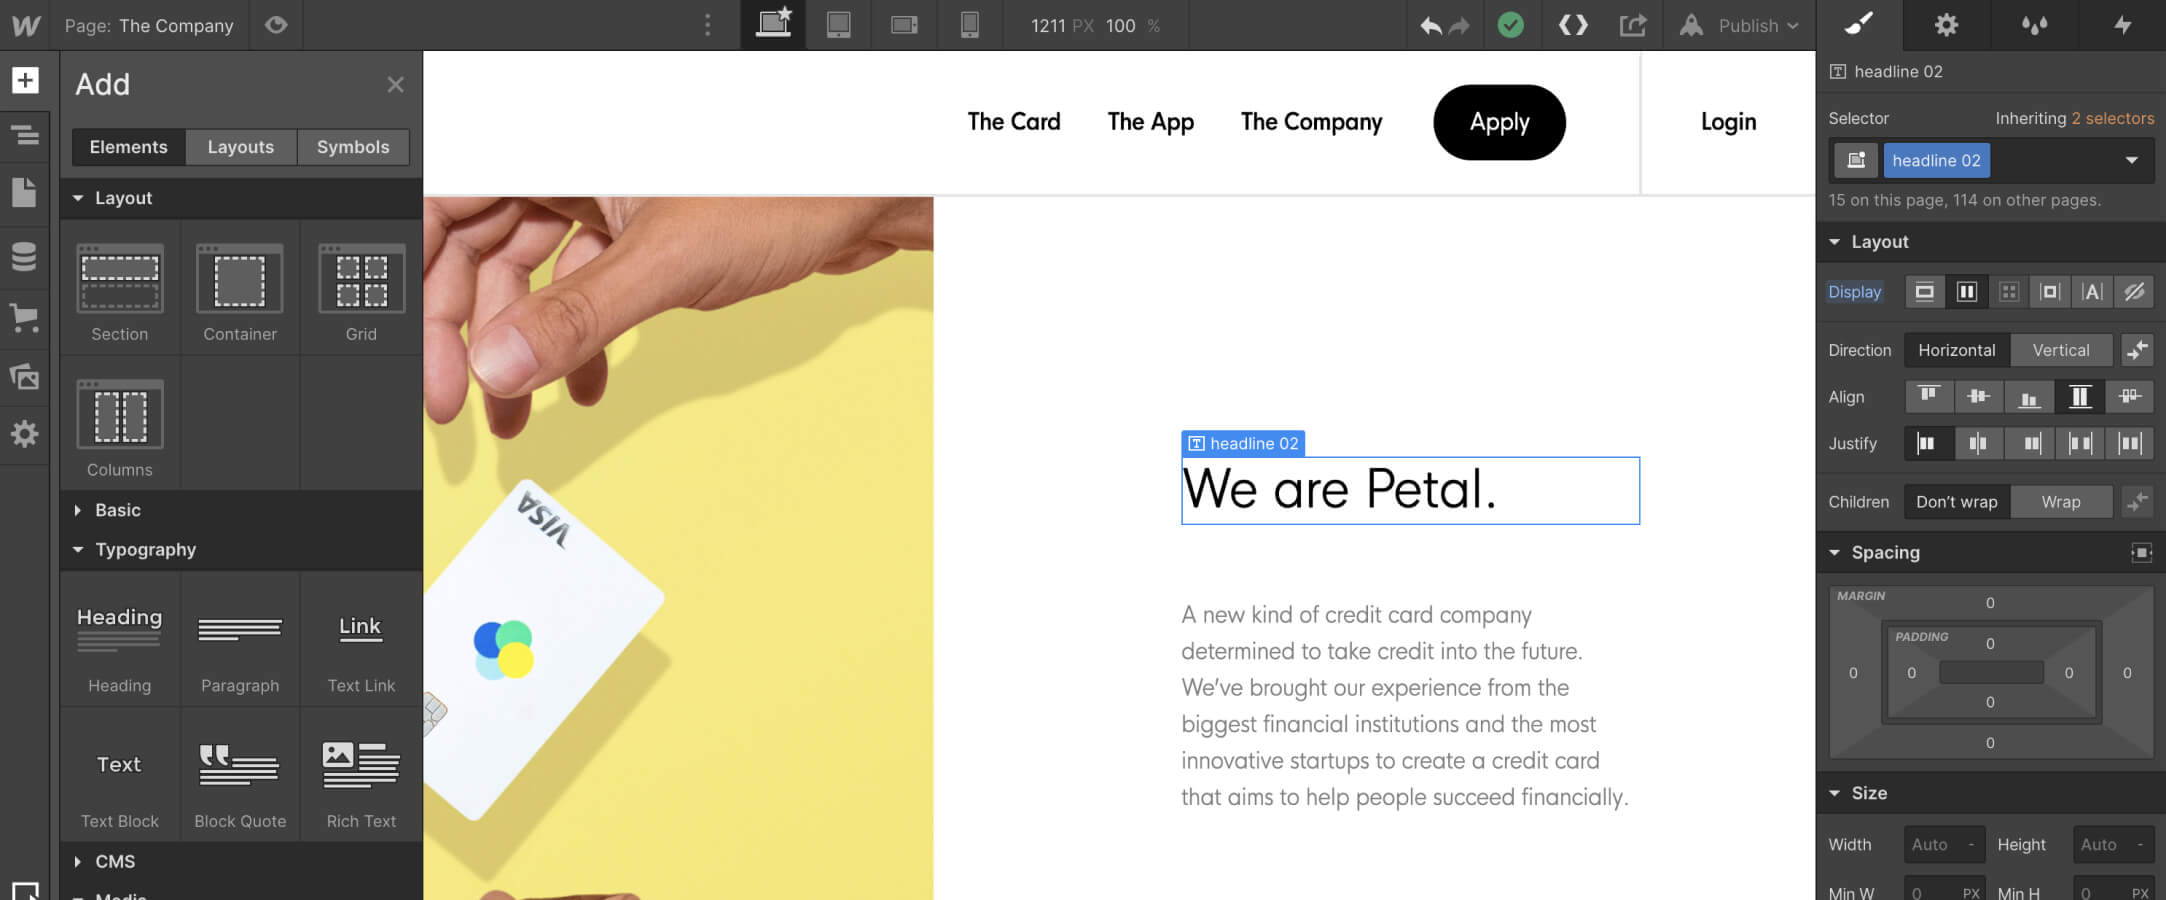 Page: The Company
1211 PX 100 %
Publish
Add
Elements Layouts Symbols
Layout
Section Container Grid
Columns
Basic
Typography
Heading Link
Heading Paragraph Text Link
Text
Text Block Block Quote Rich Text
CMS
Media
The Card The App The Company Apply Login
VISA
headline 02
We are Petal.
A new kind of credit card company
determined to take credit into the future.
We've brought our experience from the
biggest financial institutions and the most
innovative startups to create a credit card
that aims to help people succeed financially.
headline 02
Selector Inheriting 2 selectors
headline 02
15 on this page, 114 on other pages.
Layout
Display
Direction Horizontal Vertical
Align
Justify
Children Don't wrap Wrap
Spacing
MARGIN 0
PADDING 0
0 0 0 0
0
0
Size
Width Auto - Height Auto -
Min W 0 PX Min H 0 PX